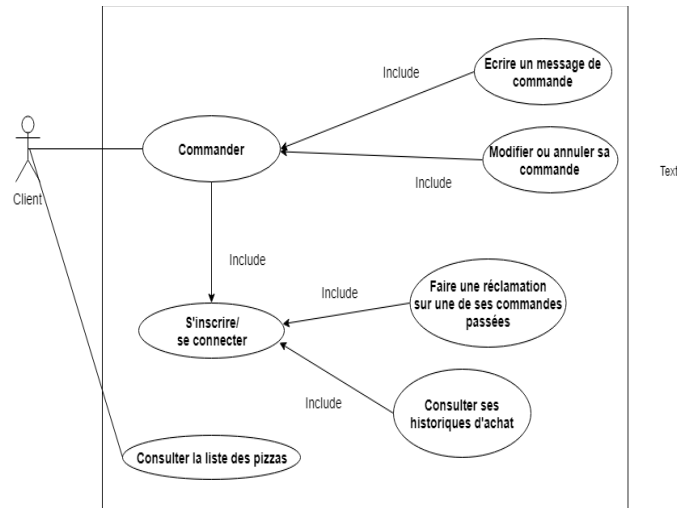 Ecrire un message de
commande
Include
Commander
Modifier ou annuler sa
commande
Include
Text
Client
Include
Faire une réclamation
sur une de ses commandes
passées
Include
S'inscrire/
se connecter
Include
Consulter ses
historiques d'achat
Consulter la liste des pizzas